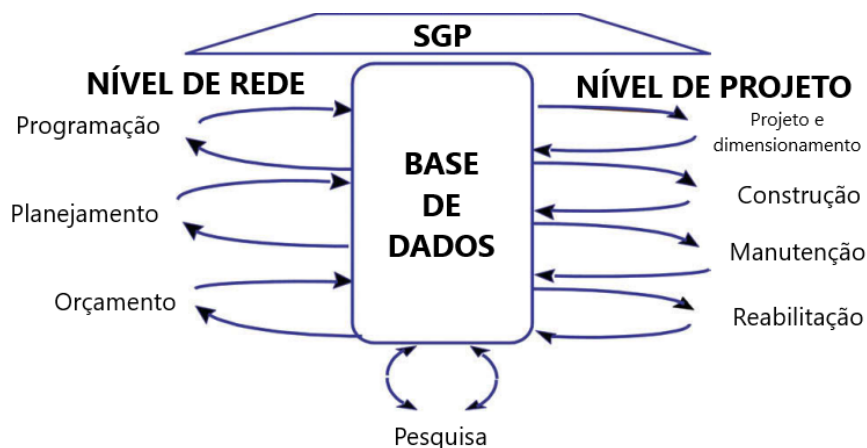 SGP
NÍVEL DE REDE
Programação
Planejamento
Orçamento
BASE
DE
DADOS
NÍVEL DE PROJETO
Projeto e
dimensionamento
Construção
Manutenção
Reabilitação
Pesquisa